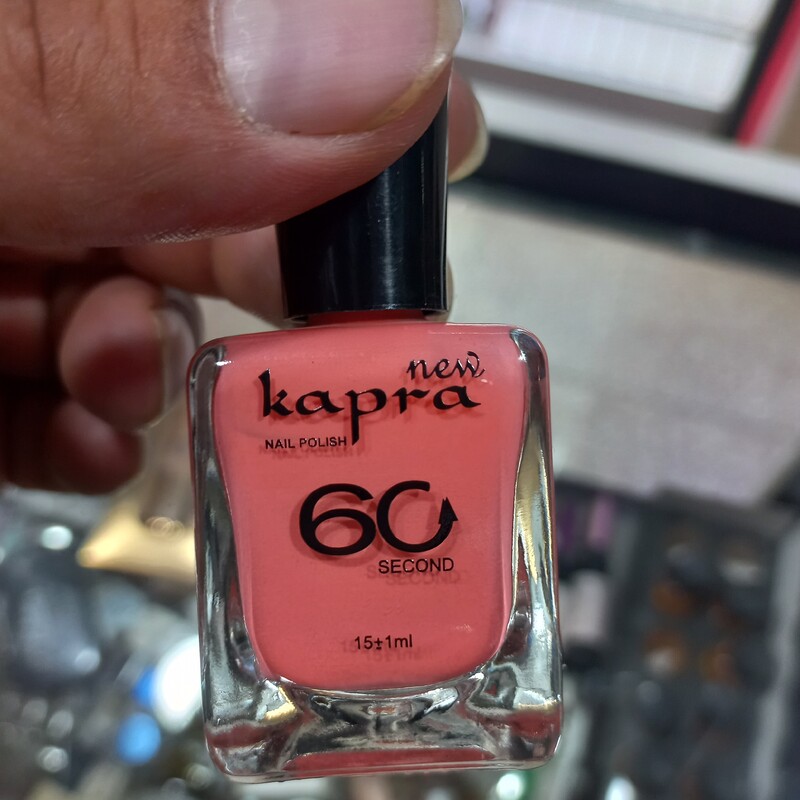 new
kapra
NAIL POLISH
60
SECOND
15±1ml